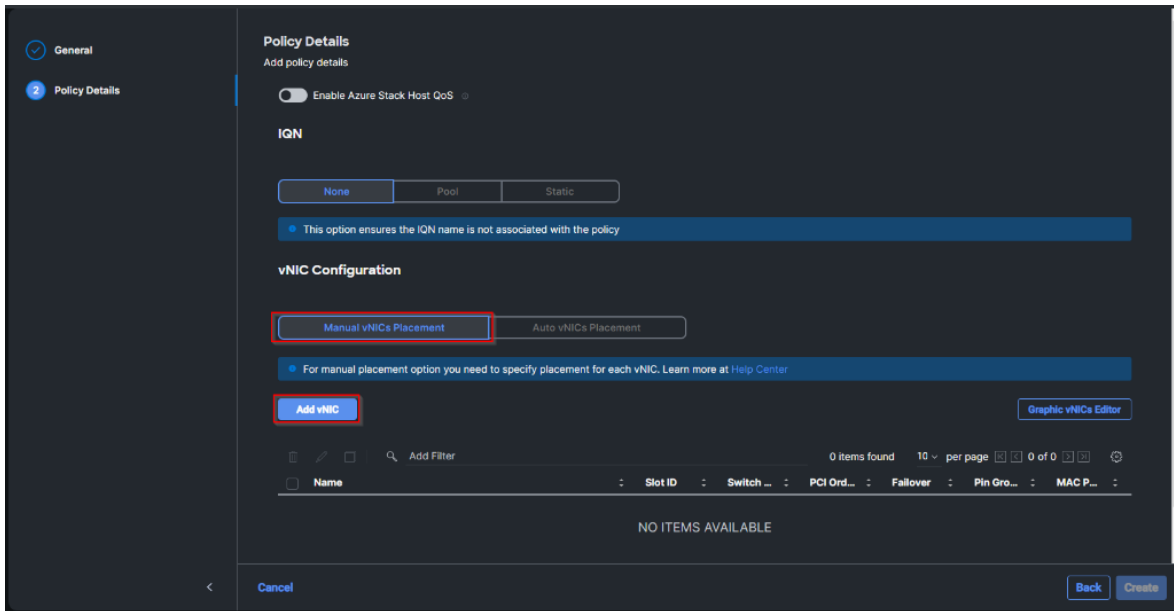 General
2 Policy Details
Policy Details
Add policy details
Enable Azure Stack Host QoS
IQN
None Pool Static
This option ensures the IQN name is not associated with the policy
vNIC Configuration
Manual vNICs Placement Auto vNICs Placement
For manual placement option you need to specify placement for each vNIC. Learn more at Help Center
Add vNIC Graphic vNICs Editor
Add Filter 0 items found 10 per page 0 of 0
Name Slot ID Switch ... PCI Ord... Failover Pin Gro... MAC P...
NO ITEMS AVAILABLE
< Cancel Back Create